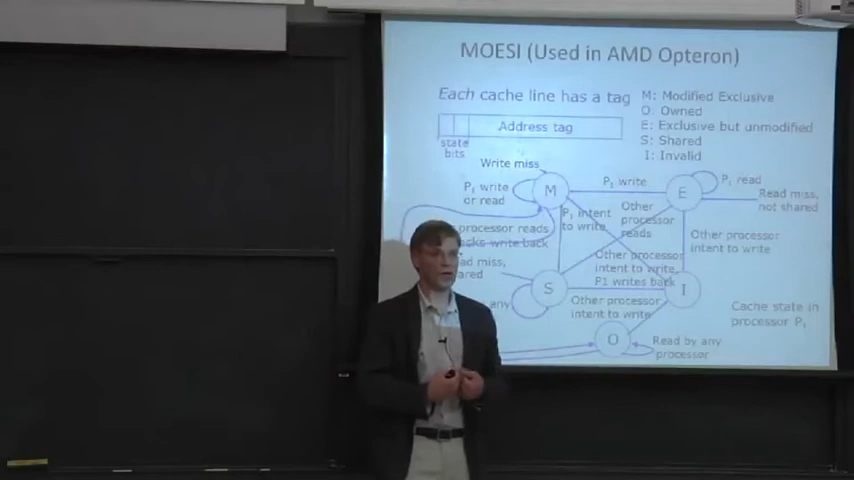 MOESI (Used in AMD Opteron)
Each cache line has a tag
Address tag
state
bits
M: Modified Exclusive
O: Owned
E: Exclusive but unmodified
S: Shared
I: Invalid
Write miss
M
P1 write
or read
P1 write
E
P1 read
Read miss,
not shared
processor reads
write back
P1 intent
to write
Other
processor
reads
Other processor
intent to write
miss,
S
any
Other processor
intent to write
P1 writes back
I
Other processor
intent to write
O
Read by any
processor
Cache state in
processor P1